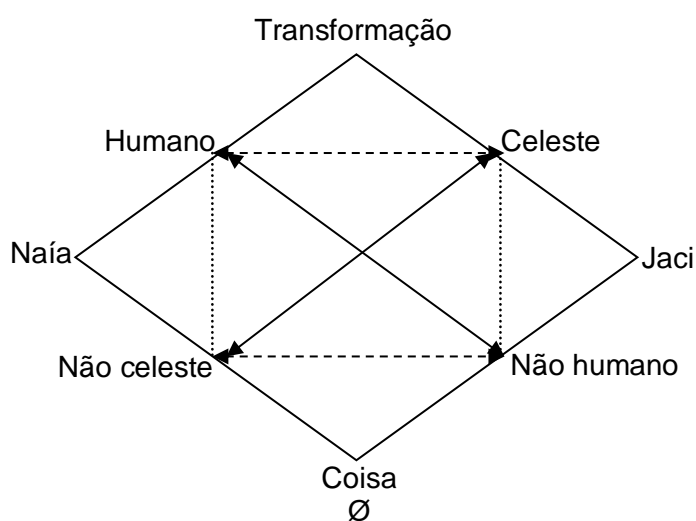 Transformação
Humano
Celeste
Naía
Jaci
Não celeste
Não humano
Coisa
Ø